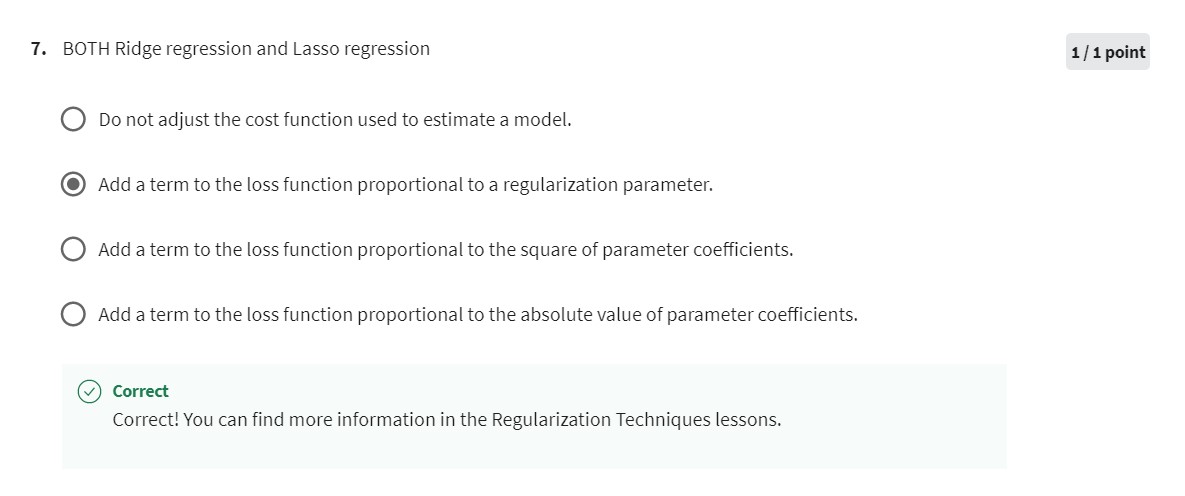 7. BOTH Ridge regression and Lasso regression
1 / 1 point
Do not adjust the cost function used to estimate a model.
Add a term to the loss function proportional to a regularization parameter.
Add a term to the loss function proportional to the square of parameter coefficients.
Add a term to the loss function proportional to the absolute value of parameter coefficients.
Correct
Correct! You can find more information in the Regularization Techniques lessons.